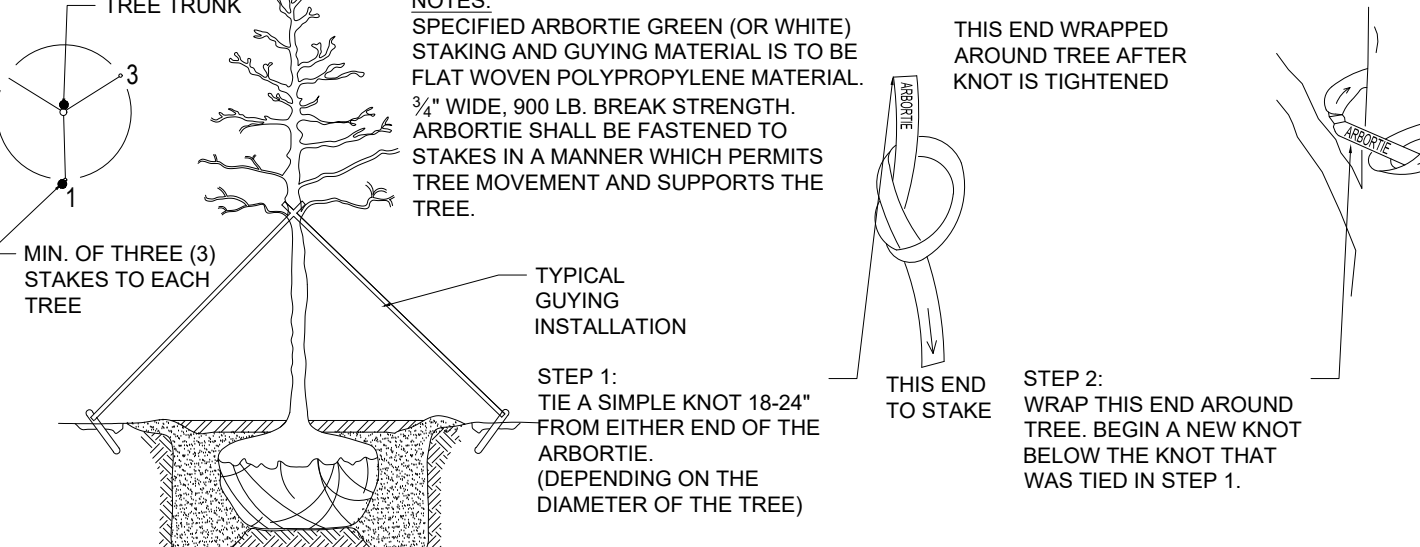 TREE TRUNK
3
1
MIN. OF THREE (3)
STAKES TO EACH
TREE
NOTES:
SPECIFIED ARBORTIE GREEN (OR WHITE)
STAKING AND GUYING MATERIAL IS TO BE
FLAT WOVEN POLYPROPYLENE MATERIAL.
3⁄4" WIDE, 900 LB. BREAK STRENGTH.
ARBORTIE SHALL BE FASTENED TO
STAKES IN A MANNER WHICH PERMITS
TREE MOVEMENT AND SUPPORTS THE
TREE.
TYPICAL
GUYING
INSTALLATION
STEP 1:
TIE A SIMPLE KNOT 18-24"
FROM EITHER END OF THE
ARBORTIE.
(DEPENDING ON THE
DIAMETER OF THE TREE)
ARBORTIE
THIS END
TO STAKE
THIS END WRAPPED
AROUND TREE AFTER
KNOT IS TIGHTENED
STEP 2:
WRAP THIS END AROUND
TREE. BEGIN A NEW KNOT
BELOW THE KNOT THAT
WAS TIED IN STEP 1.
ARBORTIE